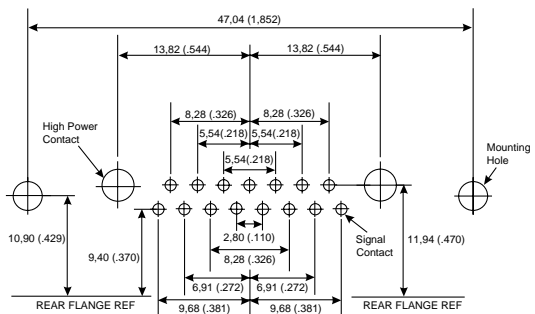 47,04 (1,852)
13,82 (.544)
13,82 (.544)
8,28 (.326)
8,28 (.326)
High Power
Contact
5,54(.218)
5,54(.218)
Mounting
Hole
5,54(.218)
10,90 (.429)
9,40 (.370)
2,80 (.110)
Signal
Contact
11,94 (.470)
8,28 (.326)
6,91 (.272)
6,91 (.272)
REAR FLANGE REF
REAR FLANGE REF
9,68 (.381)
9,68 (.381)